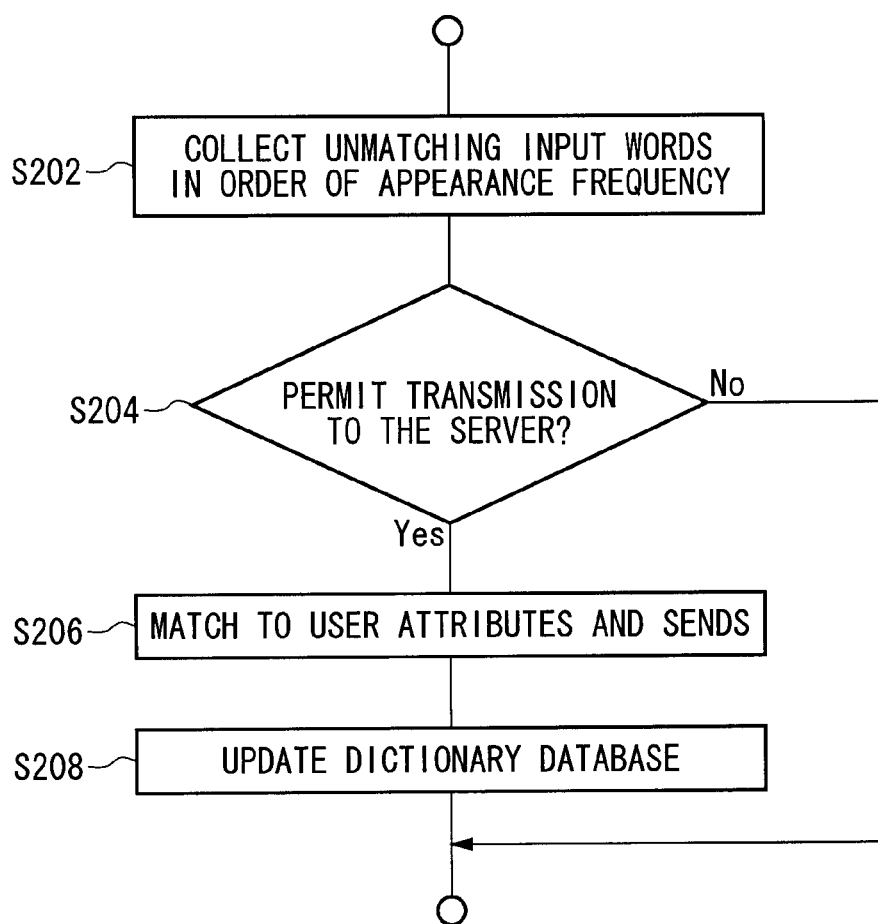 S202
COLLECT UNMATCHING INPUT WORDS
IN ORDER OF APPEARANCE FREQUENCY
S204
PERMIT TRANSMISSION
TO THE SERVER?
No
Yes
S206
MATCH TO USER ATTRIBUTES AND SENDS
S208
UPDATE DICTIONARY DATABASE